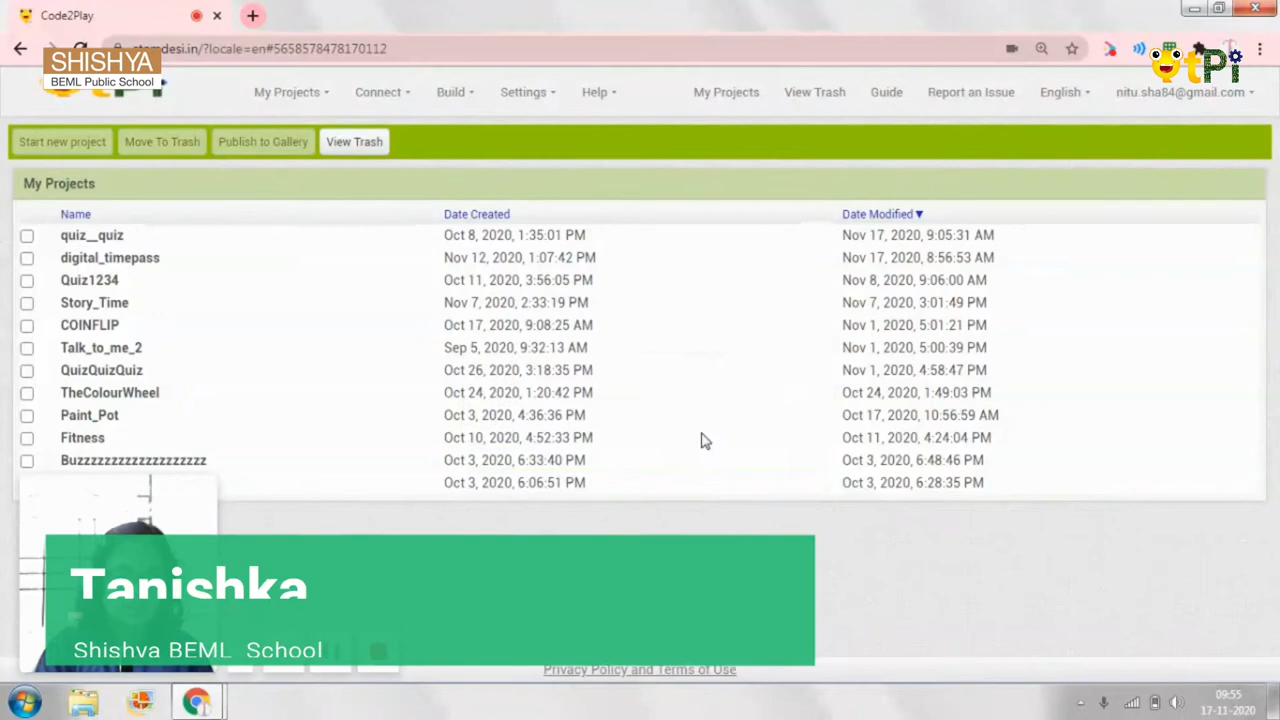 Code2Play
otpmdesi.in/?locale=en#5658578478170112
SHISHYA
BEML Public School
tPi
My Projects Connect Build Settings Help My Projects View Trash Guide Report an Issue English nitu.sha84@gmail.com
Start new project Move To Trash Publish to Gallery View Trash
My Projects
Name Date Created Date Modified
quiz__quiz Oct 8, 2020, 1:35:01 PM Nov 17, 2020, 9:05:31 AM
digital_timepass Nov 12, 2020, 1:07:42 PM Nov 17, 2020, 8:56:53 AM
Quiz1234 Oct 11, 2020, 3:56:05 PM Nov 8, 2020, 9:06:00 AM
Story_Time Nov 7, 2020, 2:33:19 PM Nov 7, 2020, 3:01:49 PM
COINFLIP Oct 17, 2020, 9:08:25 AM Nov 1, 2020, 5:01:21 PM
Talk_to_me_2 Sep 5, 2020, 9:32:13 AM Nov 1, 2020, 5:00:39 PM
QuizQuizQuiz Oct 26, 2020, 3:18:35 PM Nov 1, 2020, 4:58:47 PM
TheColourWheel Oct 24, 2020, 1:20:42 PM Oct 24, 2020, 1:49:03 PM
Paint_Pot Oct 3, 2020, 4:36:36 PM Oct 17, 2020, 10:56:59 AM
Fitness Oct 10, 2020, 4:52:33 PM Oct 11, 2020, 4:24:04 PM
Buzzzzzzzzzzzzzzzzzzz Oct 3, 2020, 6:33:40 PM Oct 3, 2020, 6:48:46 PM
Oct 3, 2020, 6:06:51 PM Oct 3, 2020, 6:28:35 PM
Tanishka
Shishya BEML School
Privacy Policy and Terms of Use
09:55
17-11-2020